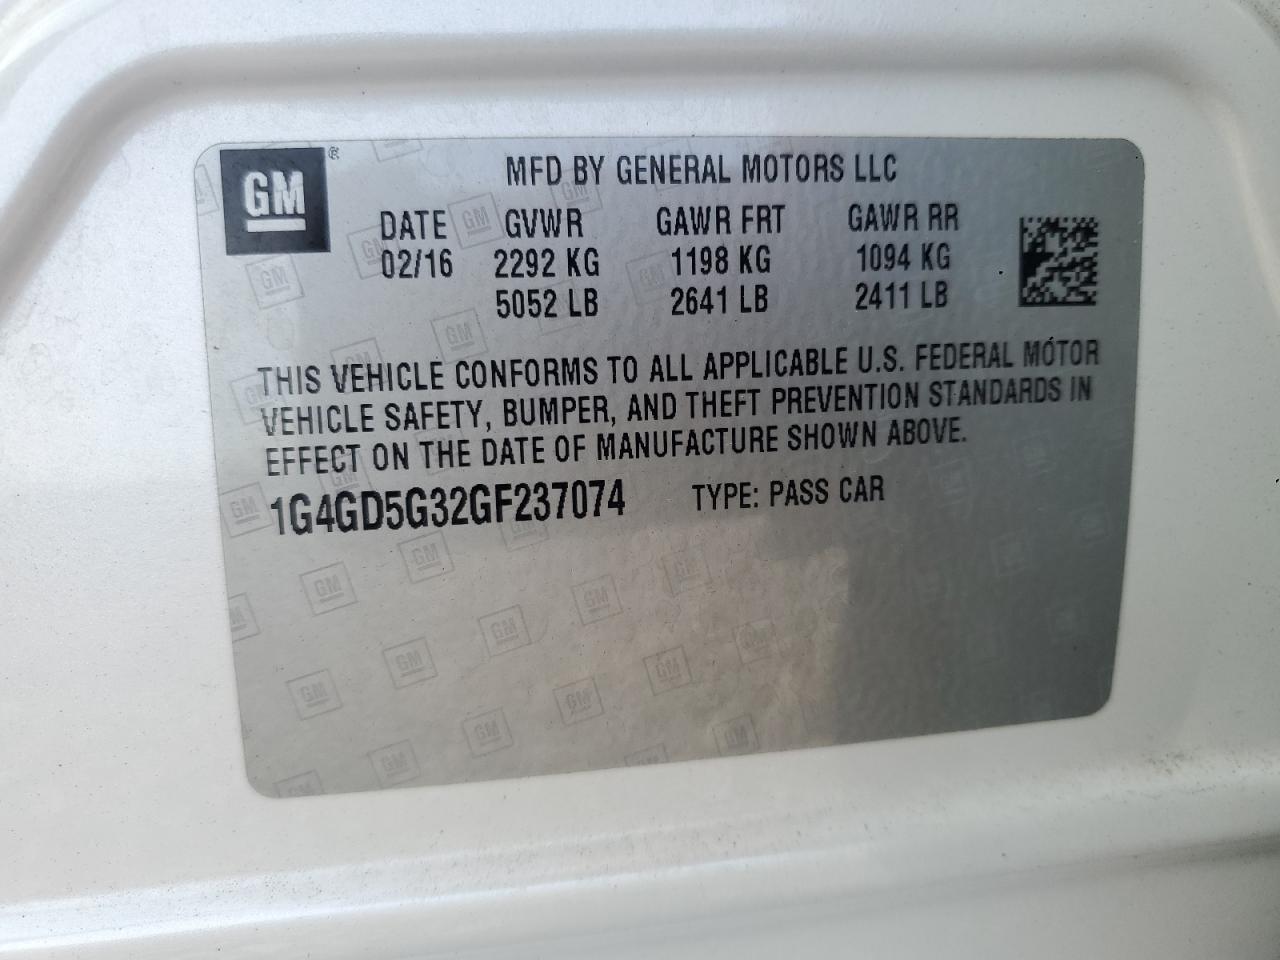 GM ®
MFD BY GENERAL MOTORS LLC
DATE GVWR GAWR FRT GAWR RR
02/16 2292 KG 1198 KG 1094 KG
5052 LB 2641 LB 2411 LB
THIS VEHICLE CONFORMS TO ALL APPLICABLE U.S. FEDERAL MOTOR
VEHICLE SAFETY, BUMPER, AND THEFT PREVENTION STANDARDS IN
EFFECT ON THE DATE OF MANUFACTURE SHOWN ABOVE.
1G4GD5G32GF237074 TYPE: PASS CAR